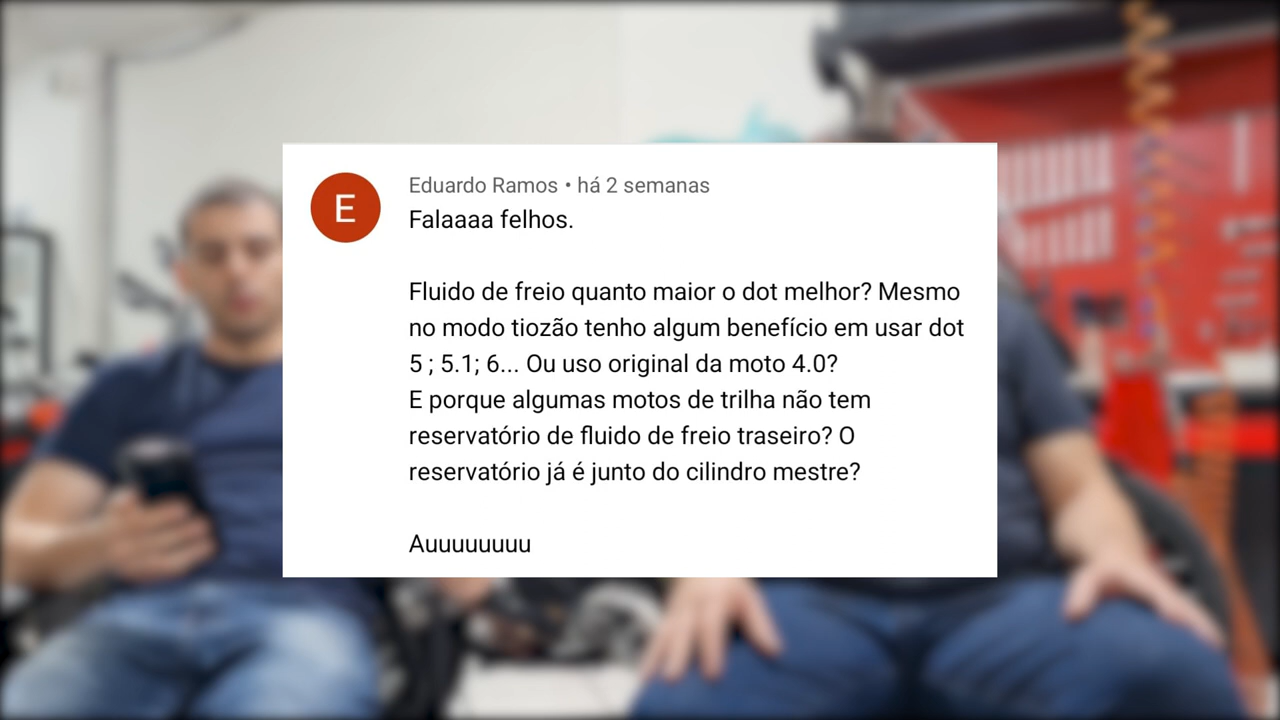 E
Eduardo Ramos • há 2 semanas
Falaaaa felhos.
Fluido de freio quanto maior o dot melhor? Mesmo
no modo tiozão tenho algum benefício em usar dot
5 ; 5.1; 6... Ou uso original da moto 4.0?
E porque algumas motos de trilha não tem
reservatório de fluido de freio traseiro? O
reservatório já é junto do cilindro mestre?
Auuuuuuuu